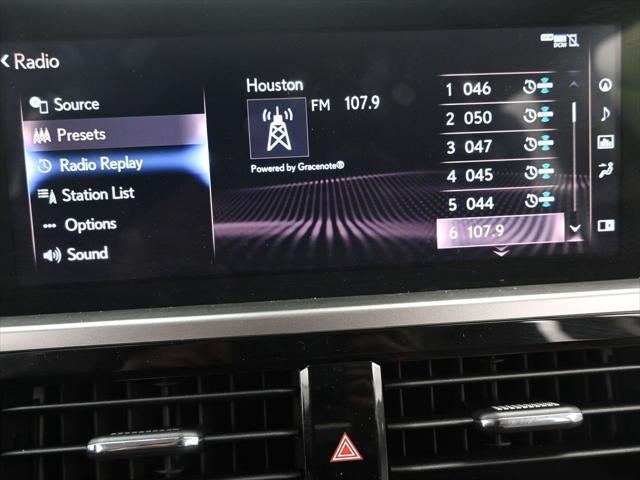 Radio
Source
Presets
Radio Replay
Station List
Options
Sound
Houston
FM 107.9
Powered by Gracenote®
1 046
2 050
3 047
4 045
5 044
6 107.9
DCM